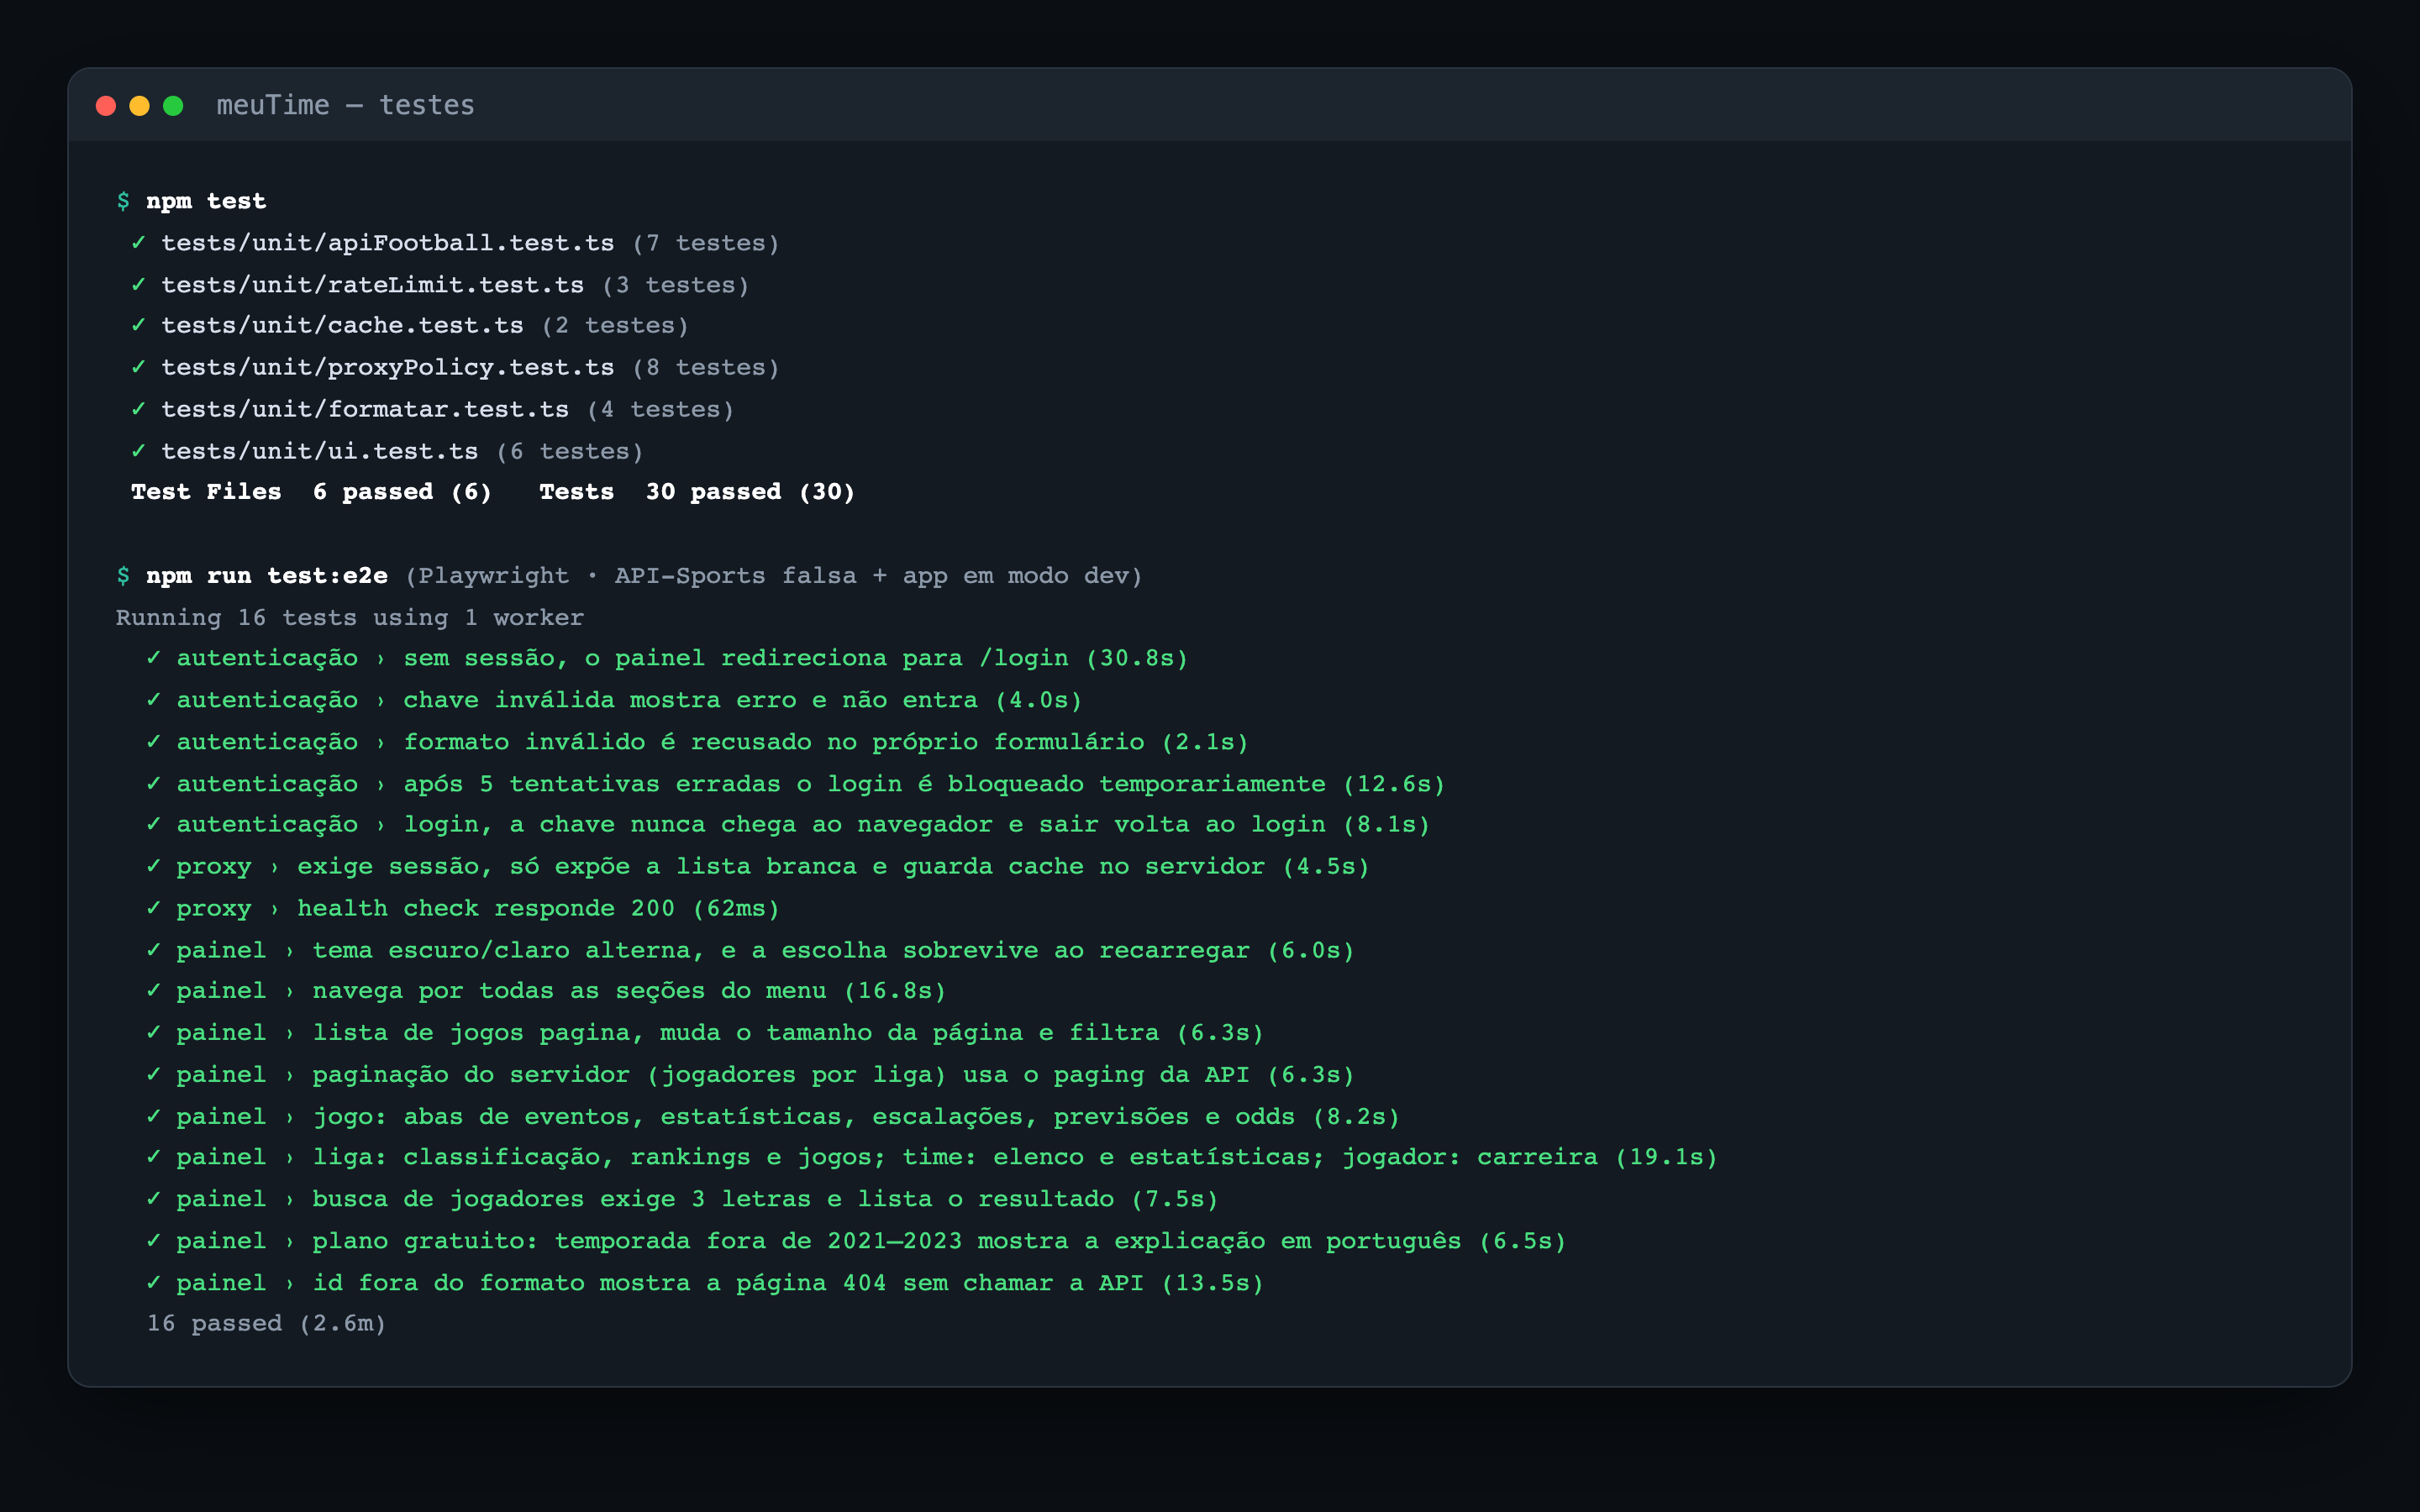 meuTime — testes
$ npm test
✓ tests/unit/apiFootball.test.ts (7 testes)
✓ tests/unit/rateLimit.test.ts (3 testes)
✓ tests/unit/cache.test.ts (2 testes)
✓ tests/unit/proxyPolicy.test.ts (8 testes)
✓ tests/unit/formatar.test.ts (4 testes)
✓ tests/unit/ui.test.ts (6 testes)
Test Files  6 passed (6)   Tests  30 passed (30)
$ npm run test:e2e (Playwright · API-Sports falsa + app em modo dev)
Running 16 tests using 1 worker
✓ autenticação › sem sessão, o painel redireciona para /login (30.8s)
✓ autenticação › chave inválida mostra erro e não entra (4.0s)
✓ autenticação › formato inválido é recusado no próprio formulário (2.1s)
✓ autenticação › após 5 tentativas erradas o login é bloqueado temporariamente (12.6s)
✓ autenticação › login, a chave nunca chega ao navegador e sair volta ao login (8.1s)
✓ proxy › exige sessão, só expõe a lista branca e guarda cache no servidor (4.5s)
✓ proxy › health check responde 200 (62ms)
✓ painel › tema escuro/claro alterna, e a escolha sobrevive ao recarregar (6.0s)
✓ painel › navega por todas as seções do menu (16.8s)
✓ painel › lista de jogos pagina, muda o tamanho da página e filtra (6.3s)
✓ painel › paginação do servidor (jogadores por liga) usa o paging da API (6.3s)
✓ painel › jogo: abas de eventos, estatísticas, escalações, previsões e odds (8.2s)
✓ painel › liga: classificação, rankings e jogos; time: elenco e estatísticas; jogador: carreira (19.1s)
✓ painel › busca de jogadores exige 3 letras e lista o resultado (7.5s)
✓ painel › plano gratuito: temporada fora de 2021–2023 mostra a explicação em português (6.5s)
✓ painel › id fora do formato mostra a página 404 sem chamar a API (13.5s)
16 passed (2.6m)